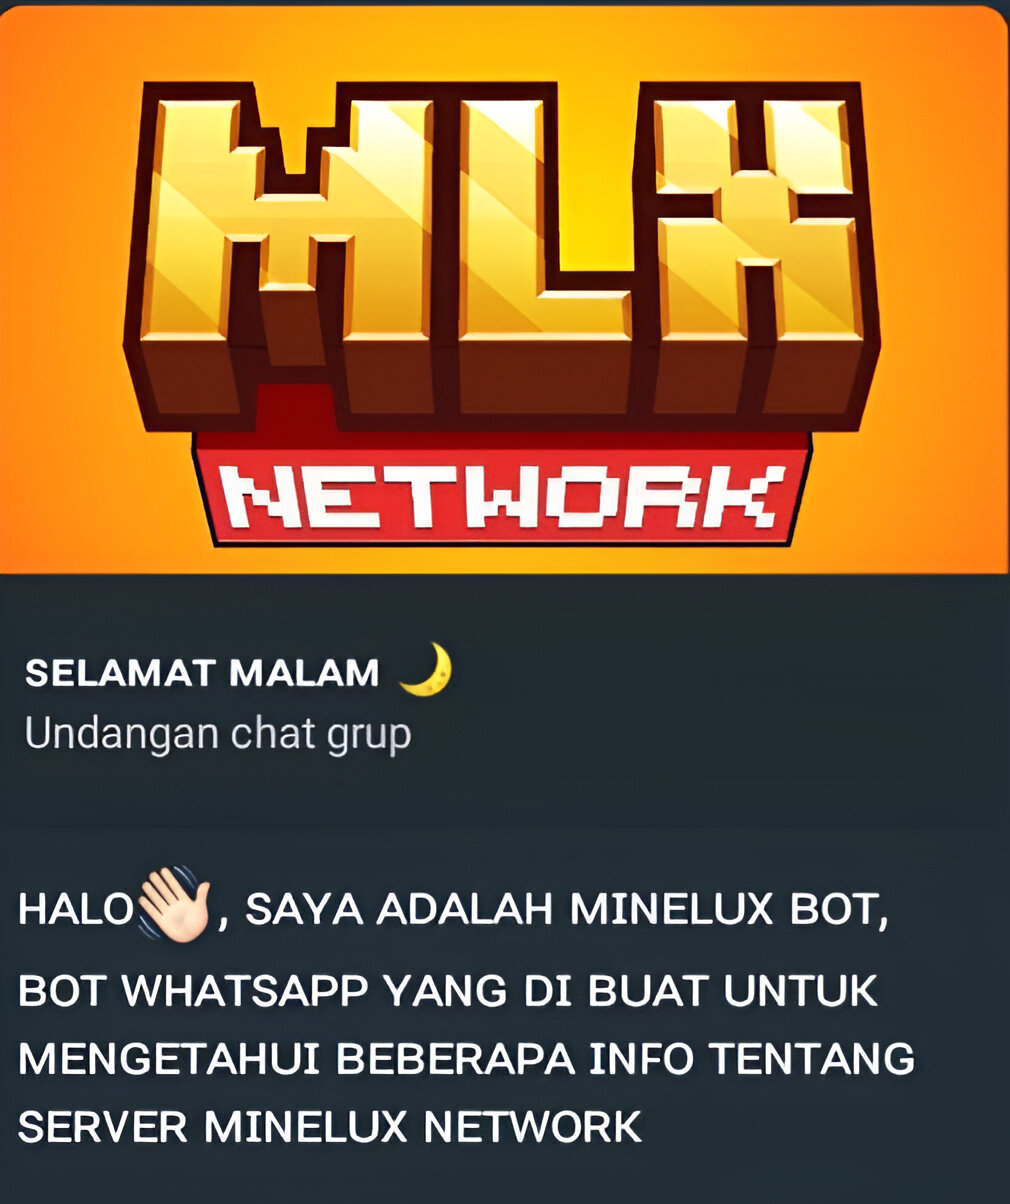 MLX
NETWORK
SELAMAT MALAM 🌙
Undangan chat grup
HALO👋🏻, SAYA ADALAH MINELUX BOT,
BOT WHATSAPP YANG DI BUAT UNTUK
MENGETAHUI BEBERAPA INFO TENTANG
SERVER MINELUX NETWORK